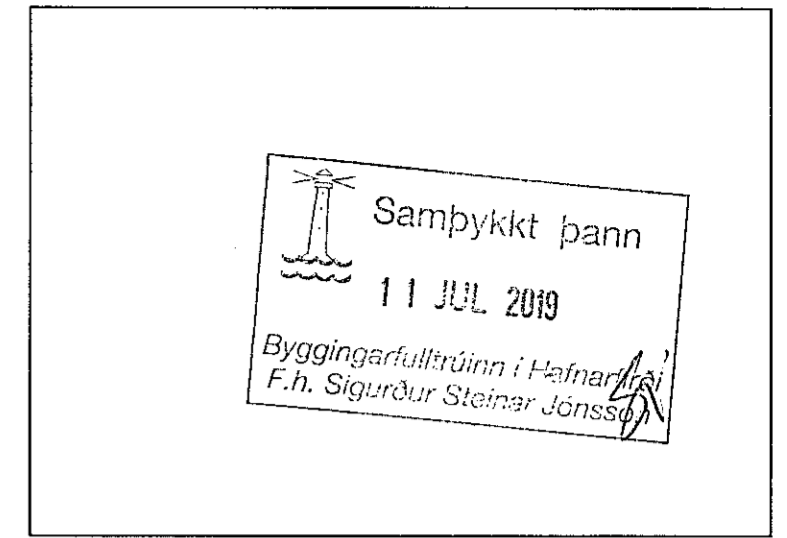 Samþykkt þann
11 JUL 2019
Byggingarfulltrúinn í Hafnarfirði
F.h. Sigurður Steinar Jónsson